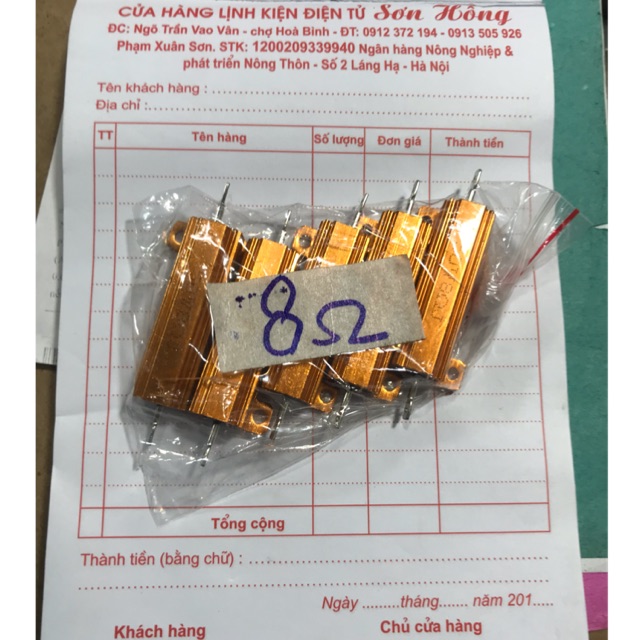 CỬA HÀNG LỊNH KIỆN ĐIỆN TỬ Sơn Hồng
ĐC: Ngõ Trần Vao Vân - chợ Hoà Bình - ĐT: 0912 372 194 - 0913 505 926
Phạm Xuân Sơn. STK: 1200209339940 Ngân hàng Nông Nghiệp &
phát triển Nông Thôn - Số 2 Láng Hạ - Hà Nội
Tên khách hàng :
Địa chỉ :
TT Tên hàng Số lượng Đơn giá Thành tiền
8Ω
Tổng cộng
Thành tiền (bằng chữ) :
Ngày .........tháng....... năm 201.....
Khách hàng Chủ cửa hàng